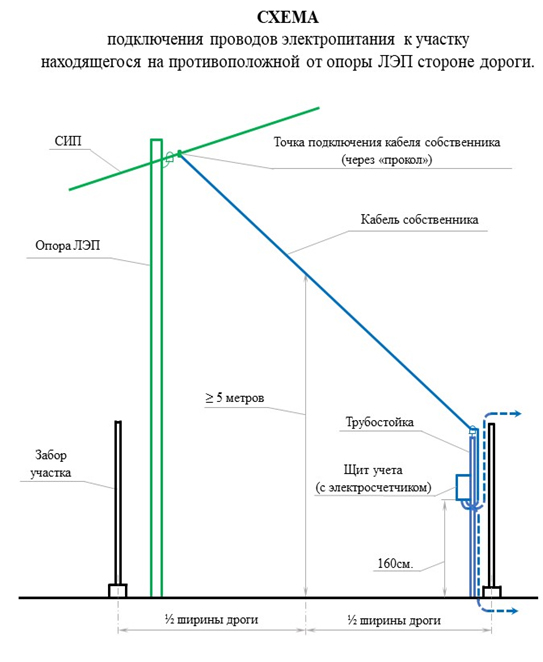 СХЕМА
подключения проводов электропитания к участку
находящегося на противоположной от опоры ЛЭП стороне дороги.
СИП
Точка подключения кабеля собственника
(через «прокол»)
Кабель собственника
Опора ЛЭП
≥ 5 метров
Трубостойка
Забор
участка
Щит учета
(с электросчетчиком)
160см.
½ ширины дроги
½ ширины дроги